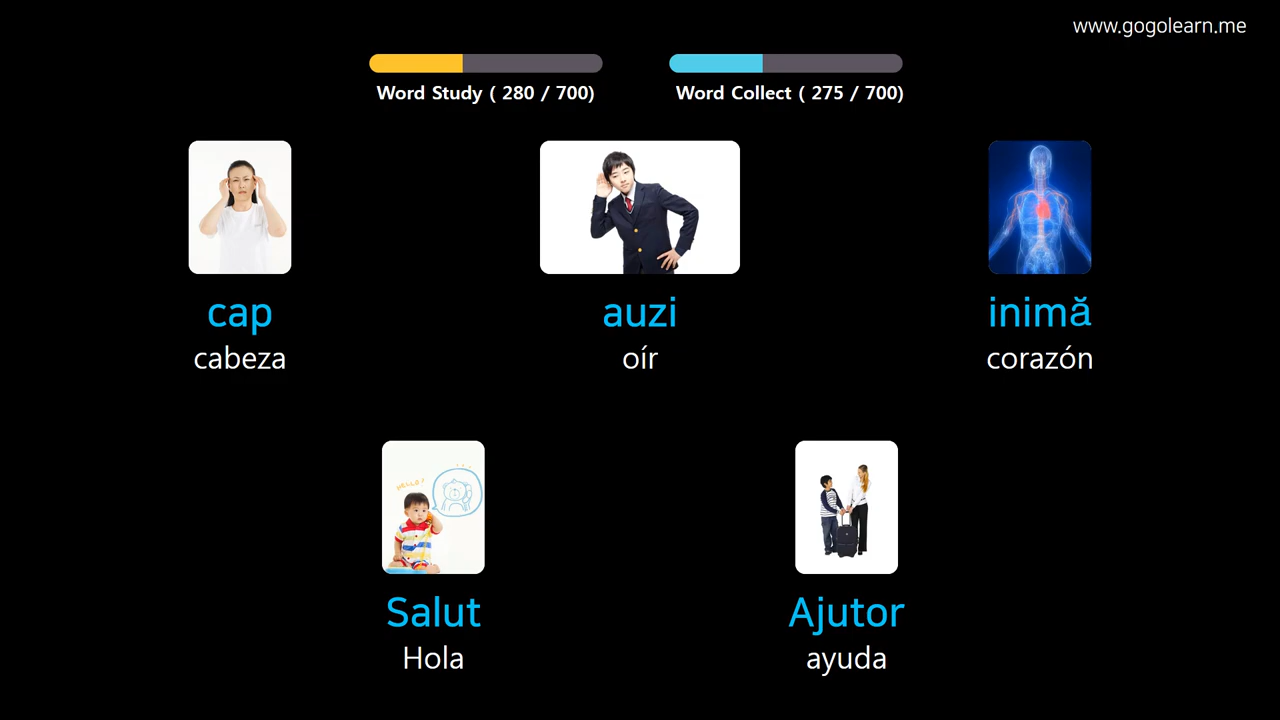 www.gogolearn.me
Word Study ( 280 / 700)
Word Collect ( 275 / 700)
cap
cabeza
auzi
oír
inimă
corazón
HELLO!
Salut
Hola
Ajutor
ayuda